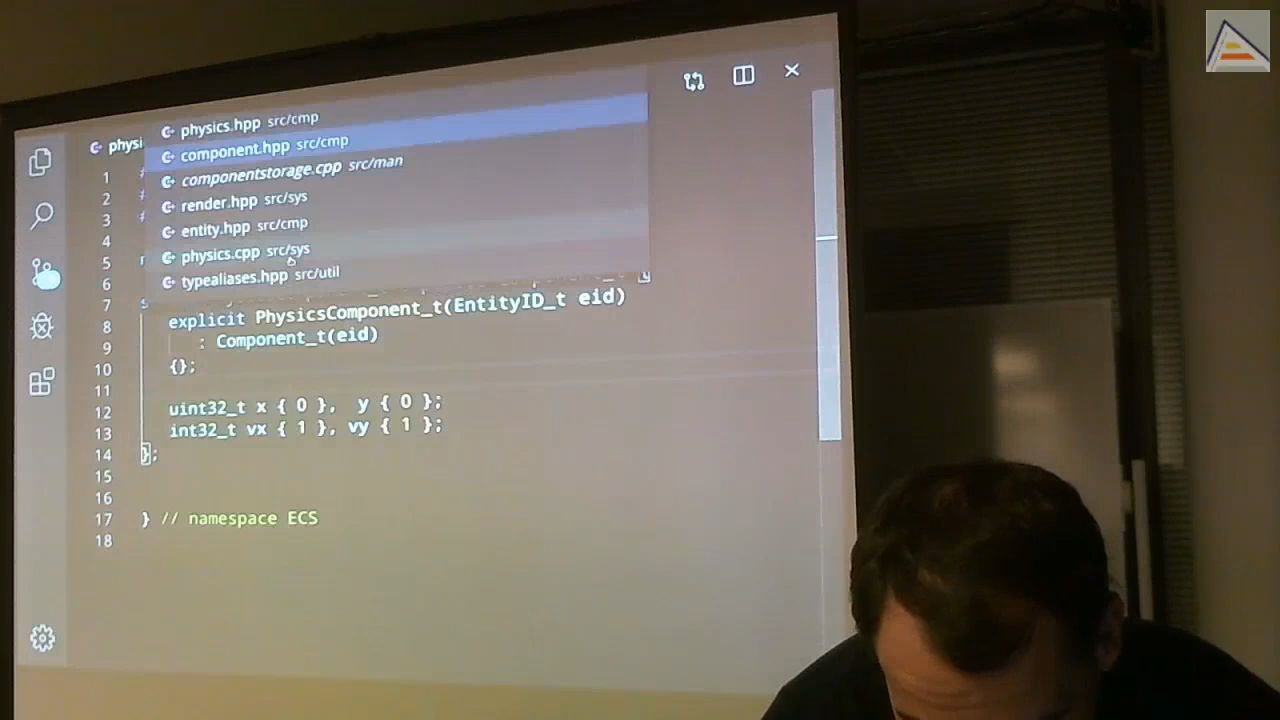 physics.hpp src/cmp
physi
component.hpp src/cmp
componentstorage.cpp src/man
render.hpp src/sys
entity.hpp src/cmp
physics.cpp src/sys
typealiases.hpp src/util
1
2
3
4
5
6
7
8 explicit PhysicsComponent_t(EntityID_t eid)
9 : Component_t(eid)
10 {};
11
12 uint32_t x { 0 }, y { 0 };
13 int32_t vx { 1 }, vy { 1 };
14 };
15
16
17 } // namespace ECS
18